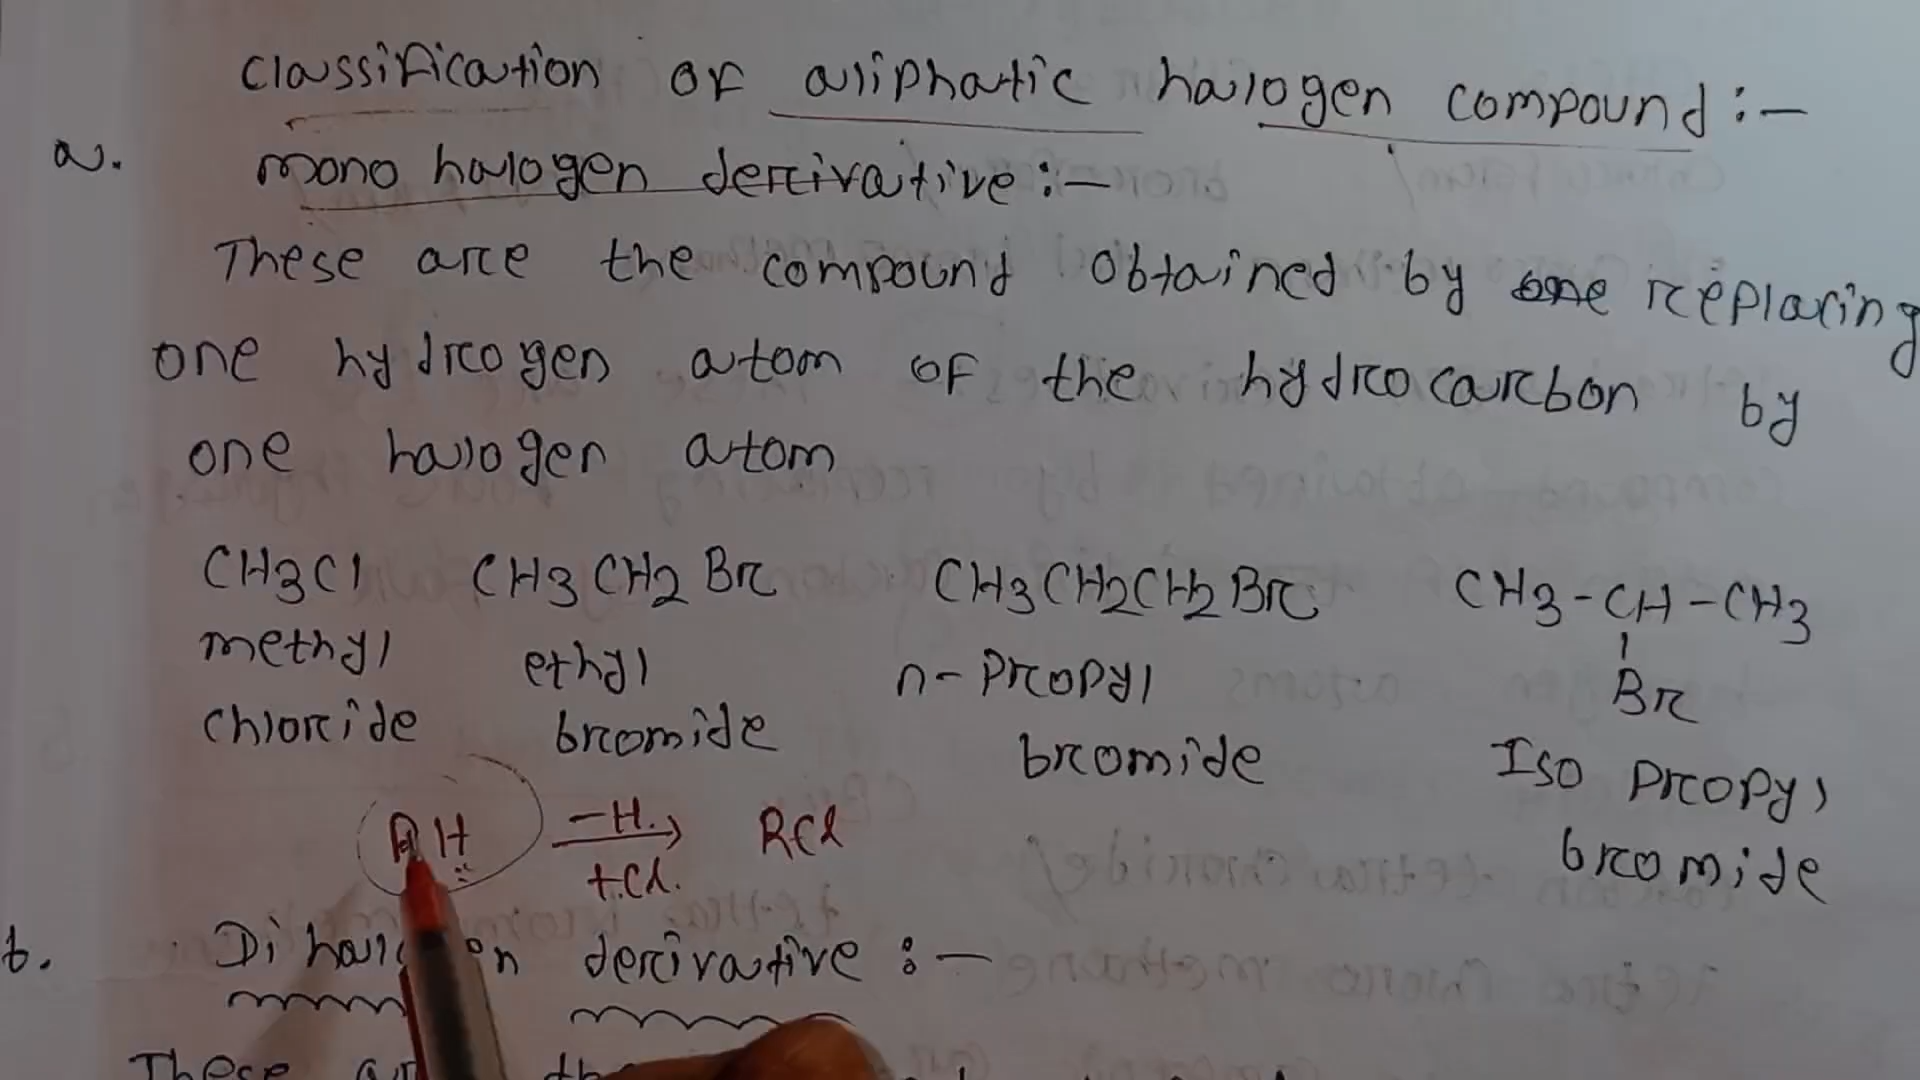 Classification of aliphatic halogen compound :-
a. mono halogen derivative :-
These are the compound obtained by one replacing
one hydrogen atom of the hydrocarbon by
one halogen atom
CH3Cl CH3CH2Br CH3CH2CH2Br CH3-CH-CH3
Br
methyl ethyl n-Propyl Iso Propyl
chloride bromide bromide bromide
RH -H. → RCl
+Cl.
b. Di halogen derivative :-
These